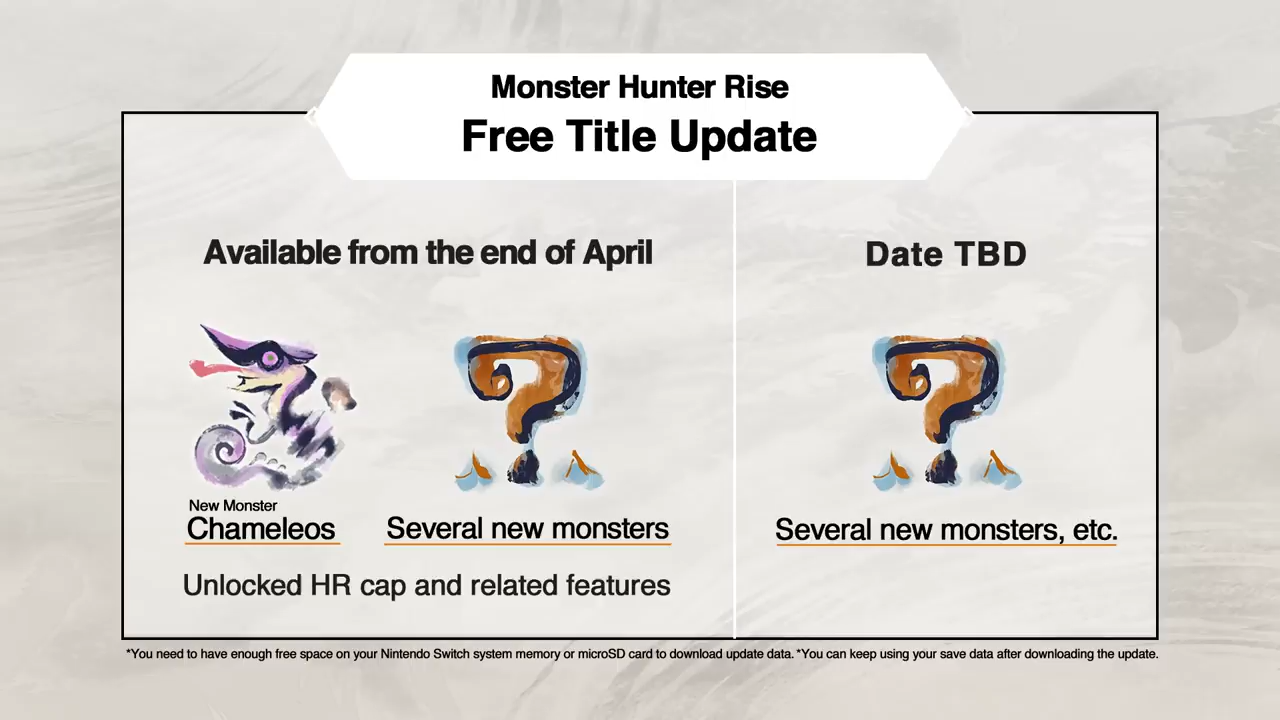 Monster Hunter Rise
Free Title Update
Available from the end of April
New Monster
Chameleos
Several new monsters
Unlocked HR cap and related features
Date TBD
Several new monsters, etc.
*You need to have enough free space on your Nintendo Switch system memory or microSD card to download update data. *You can keep using your save data after downloading the update.